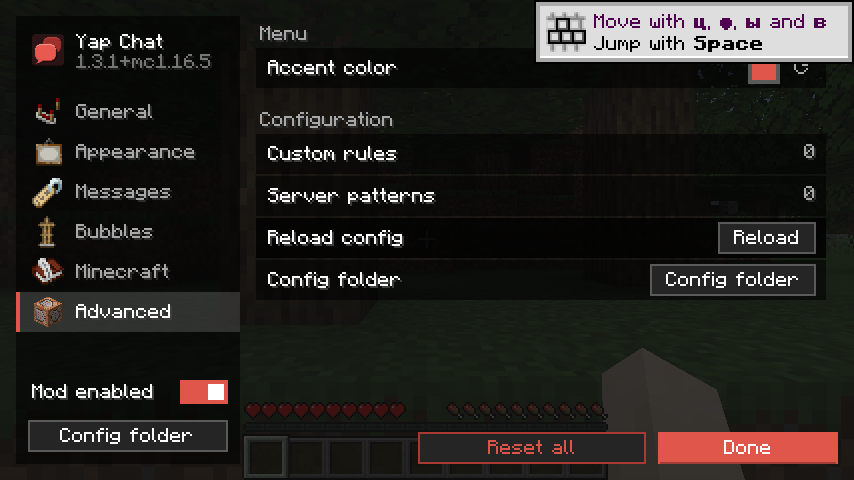 Yap Chat
1.3.1+mc1.16.5
General
Appearance
Messages
Bubbles
Minecraft
Advanced
Mod enabled
Config folder
Menu
Accent color
Configuration
Custom rules 0
Server patterns 0
Reload config Reload
Config folder Config folder
Reset all Done
Move with ц, ф, ы and в
Jump with Space